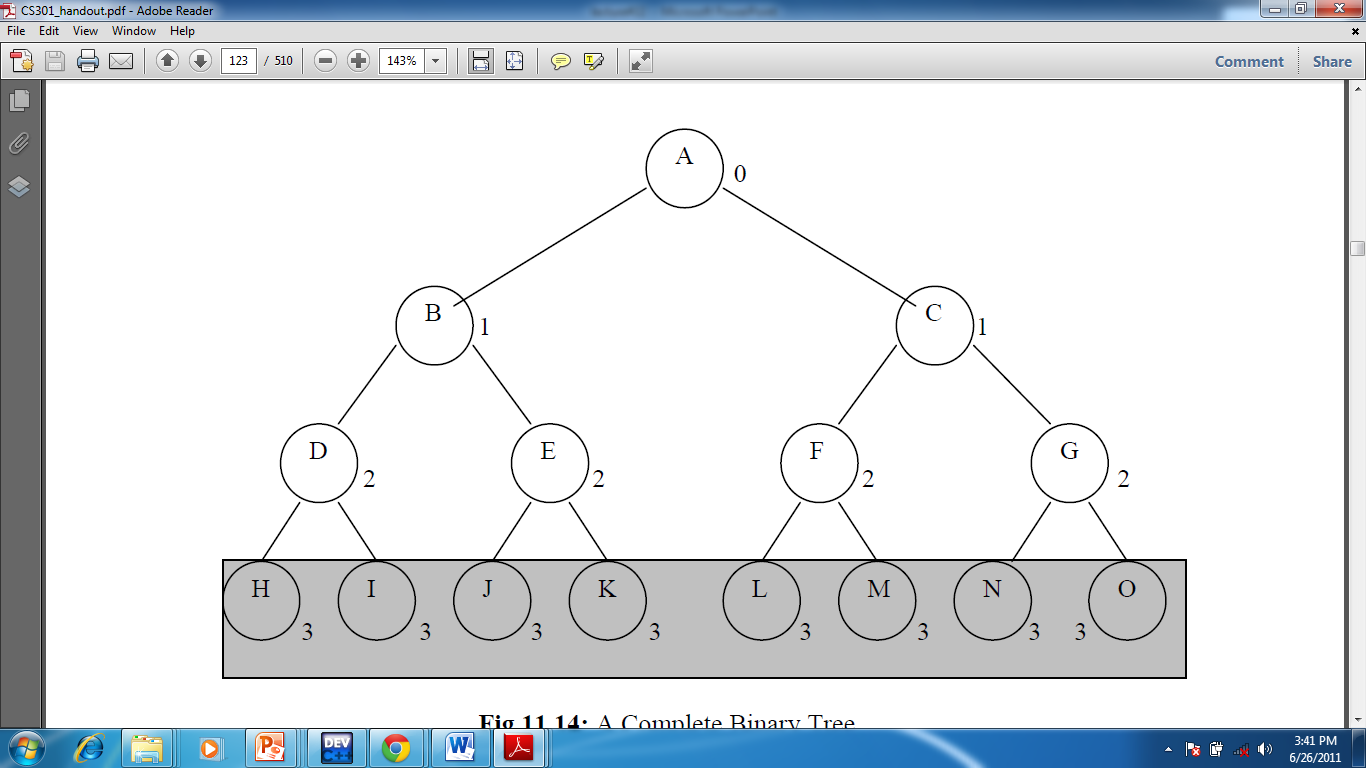 CS301_handout.pdf - Adobe Reader
File Edit View Window Help
123 / 510 143% Comment Share
A
0
B 1 C 1
D 2 E 2 F 2 G 2
H 3 I 3 J 3 K 3 L 3 M 3 N 3 3 O
Fig 11.14: A Complete Binary Tree
DEV C++
3:41 PM
6/26/2011